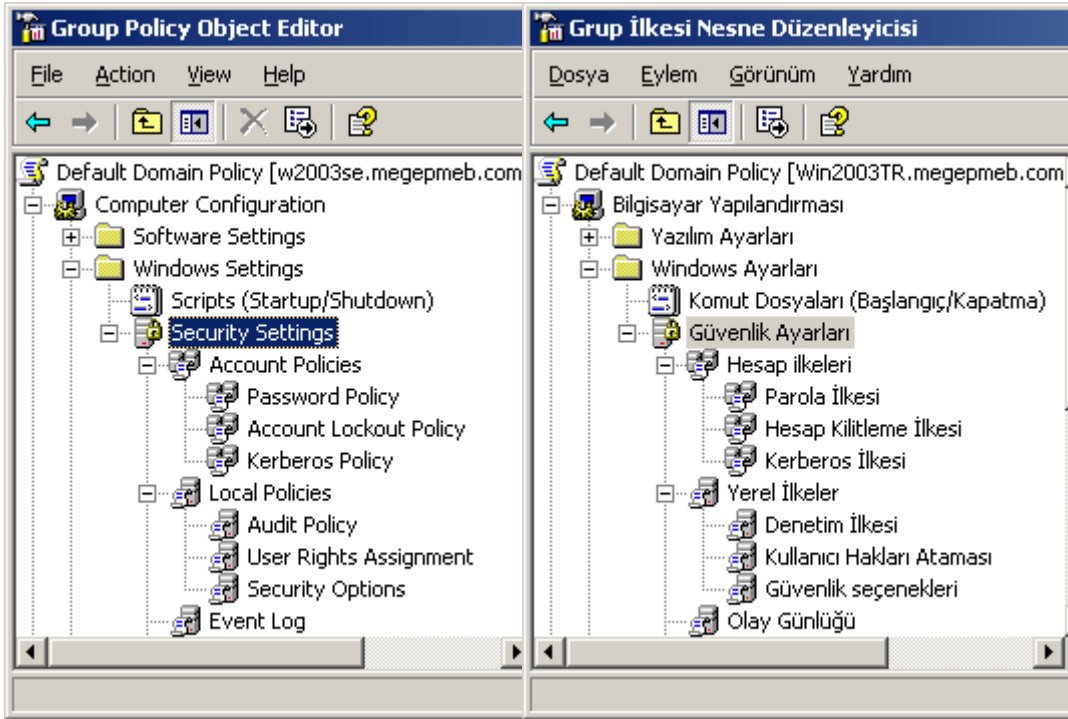 Group Policy Object Editor
File Action View Help
Default Domain Policy [w2003se.megepmeb.com
Computer Configuration
Software Settings
Windows Settings
Scripts (Startup/Shutdown)
Security Settings
Account Policies
Password Policy
Account Lockout Policy
Kerberos Policy
Local Policies
Audit Policy
User Rights Assignment
Security Options
Event Log
Grup İlkesi Nesne Düzenleyicisi
Dosya Eylem Görünüm Yardım
Default Domain Policy [Win2003TR.megepmeb.com
Bilgisayar Yapılandırması
Yazılım Ayarları
Windows Ayarları
Komut Dosyaları (Başlangıç/Kapatma)
Güvenlik Ayarları
Hesap ilkeleri
Parola İlkesi
Hesap Kilitleme İlkesi
Kerberos İlkesi
Yerel İlkeler
Denetim İlkesi
Kullanıcı Hakları Ataması
Güvenlik seçenekleri
Olay Günlüğü